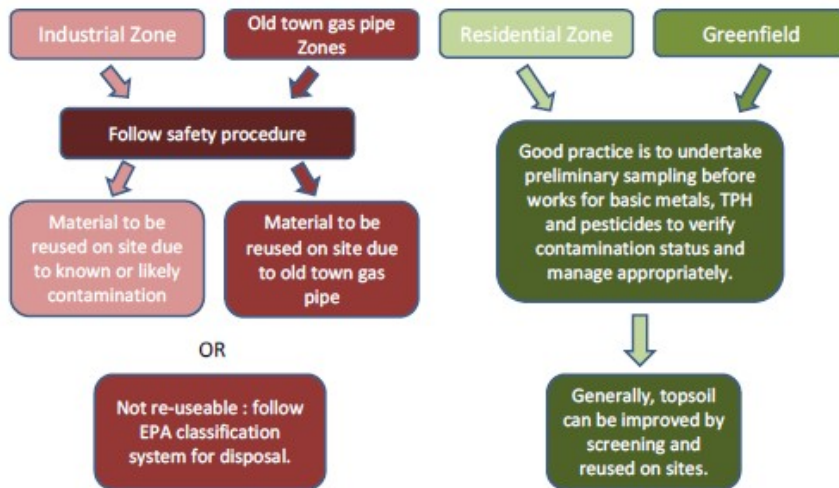 Industrial Zone
Old town gas pipe
Zones
Residential Zone
Greenfield
Follow safety procedure
Good practice is to undertake
preliminary sampling before
works for basic metals, TPH
and pesticides to verify
contamination status and
manage appropriately.
Material to be
reused on site due
to known or likely
contamination
Material to be
reused on site due
to old town gas
pipe
OR
Not re-useable : follow
EPA classification
system for disposal.
Generally, topsoil
can be improved by
screening and
reused on sites.